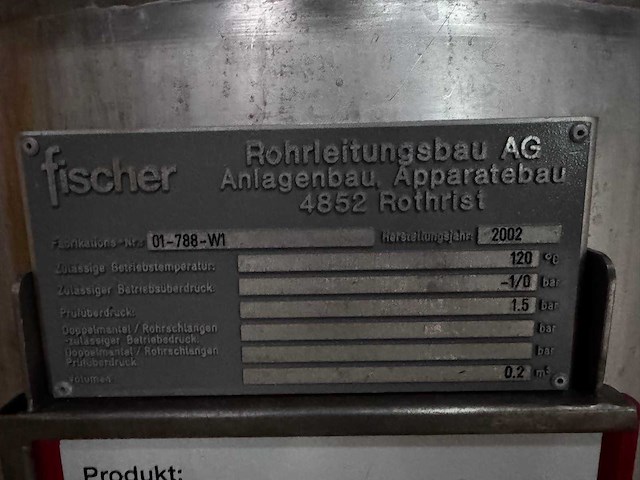 fischer
Rohrleitungsbau AG
Anlagenbau, Apparatebau
4852 Rothrist
Fabrikations-Nr.: 01-788-W1 Herstellungsjahr: 2002
Zulässige Betriebstemperatur: 120 °C
Zulässiger Betriebsüberdruck: -1/0 bar
Prüfüberdruck: 1.5 bar
Doppelmantel / Rohrschlangen
-zulässiger Betriebedruck: bar
Doppelmantel / Rohrschlangen
Prüfüberdruck: bar
Volumen: 0.2 m³
Produkt: